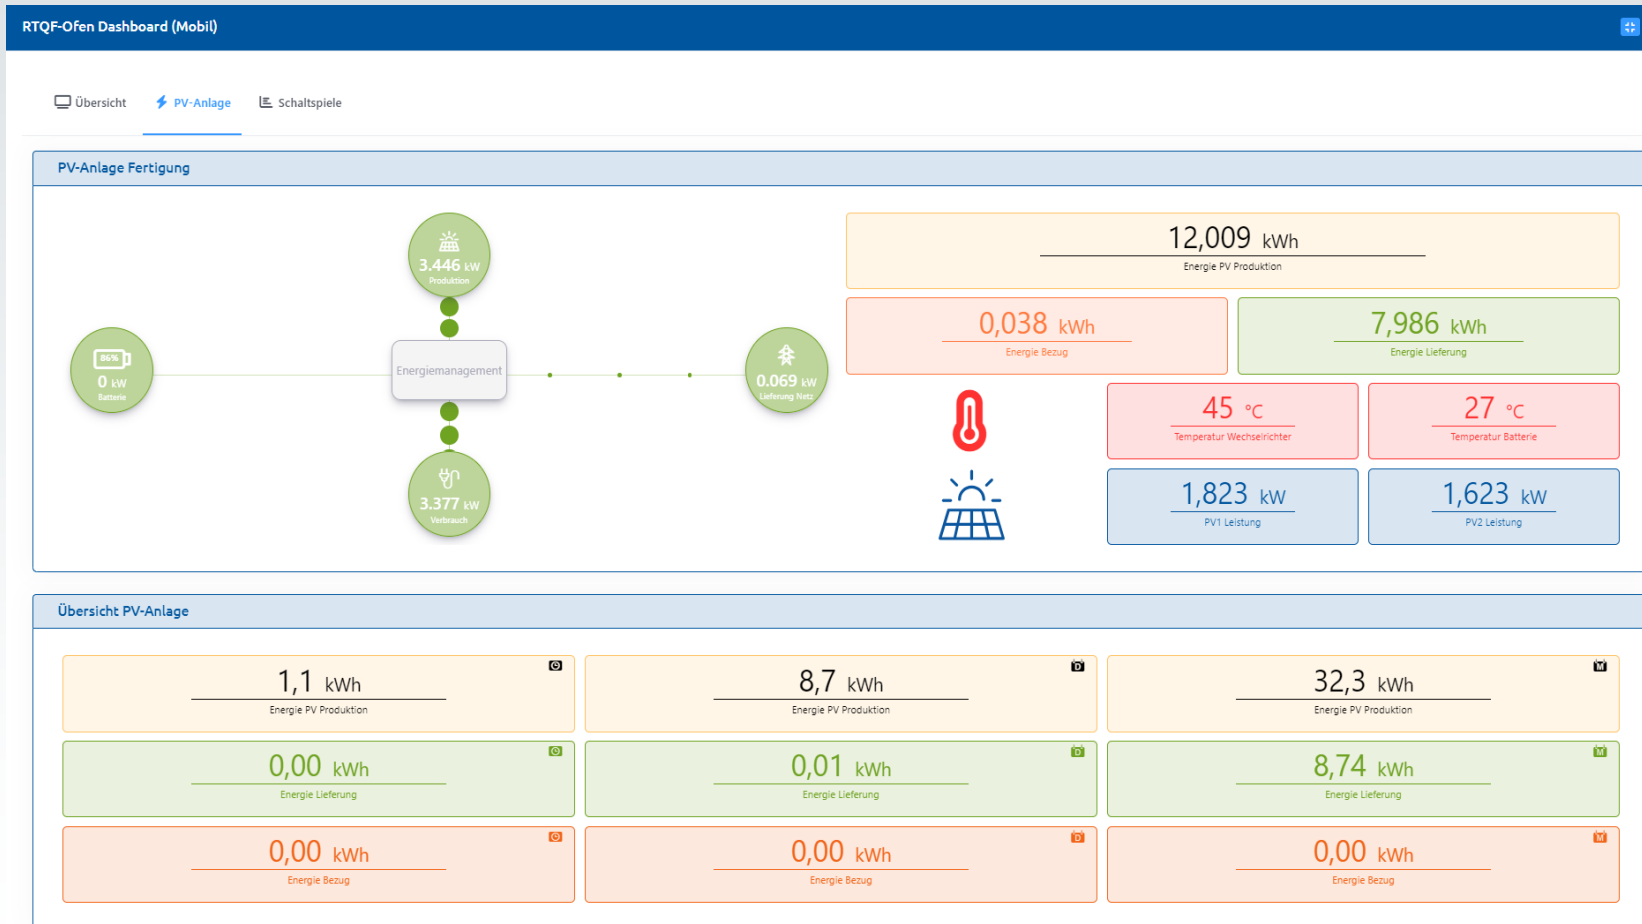 RTQF-Ofen Dashboard (Mobil)
Übersicht
PV-Anlage
Schaltspiele
PV-Anlage Fertigung
3.446 kW
Produktion
86%
0 kW
Batterie
Energiemanagement
0.069 kW
Lieferung Netz
3.377 kW
Verbrauch
12,009 kWh
Energie PV Produktion
0,038 kWh
Energie Bezug
7,986 kWh
Energie Lieferung
45 °C
Temperatur Wechselrichter
27 °C
Temperatur Batterie
1,823 kW
PV1 Leistung
1,623 kW
PV2 Leistung
Übersicht PV-Anlage
1,1 kWh
Energie PV Produktion
D
8,7 kWh
Energie PV Produktion
M
32,3 kWh
Energie PV Produktion
0,00 kWh
Energie Lieferung
D
0,01 kWh
Energie Lieferung
M
8,74 kWh
Energie Lieferung
0,00 kWh
Energie Bezug
D
0,00 kWh
Energie Bezug
M
0,00 kWh
Energie Bezug